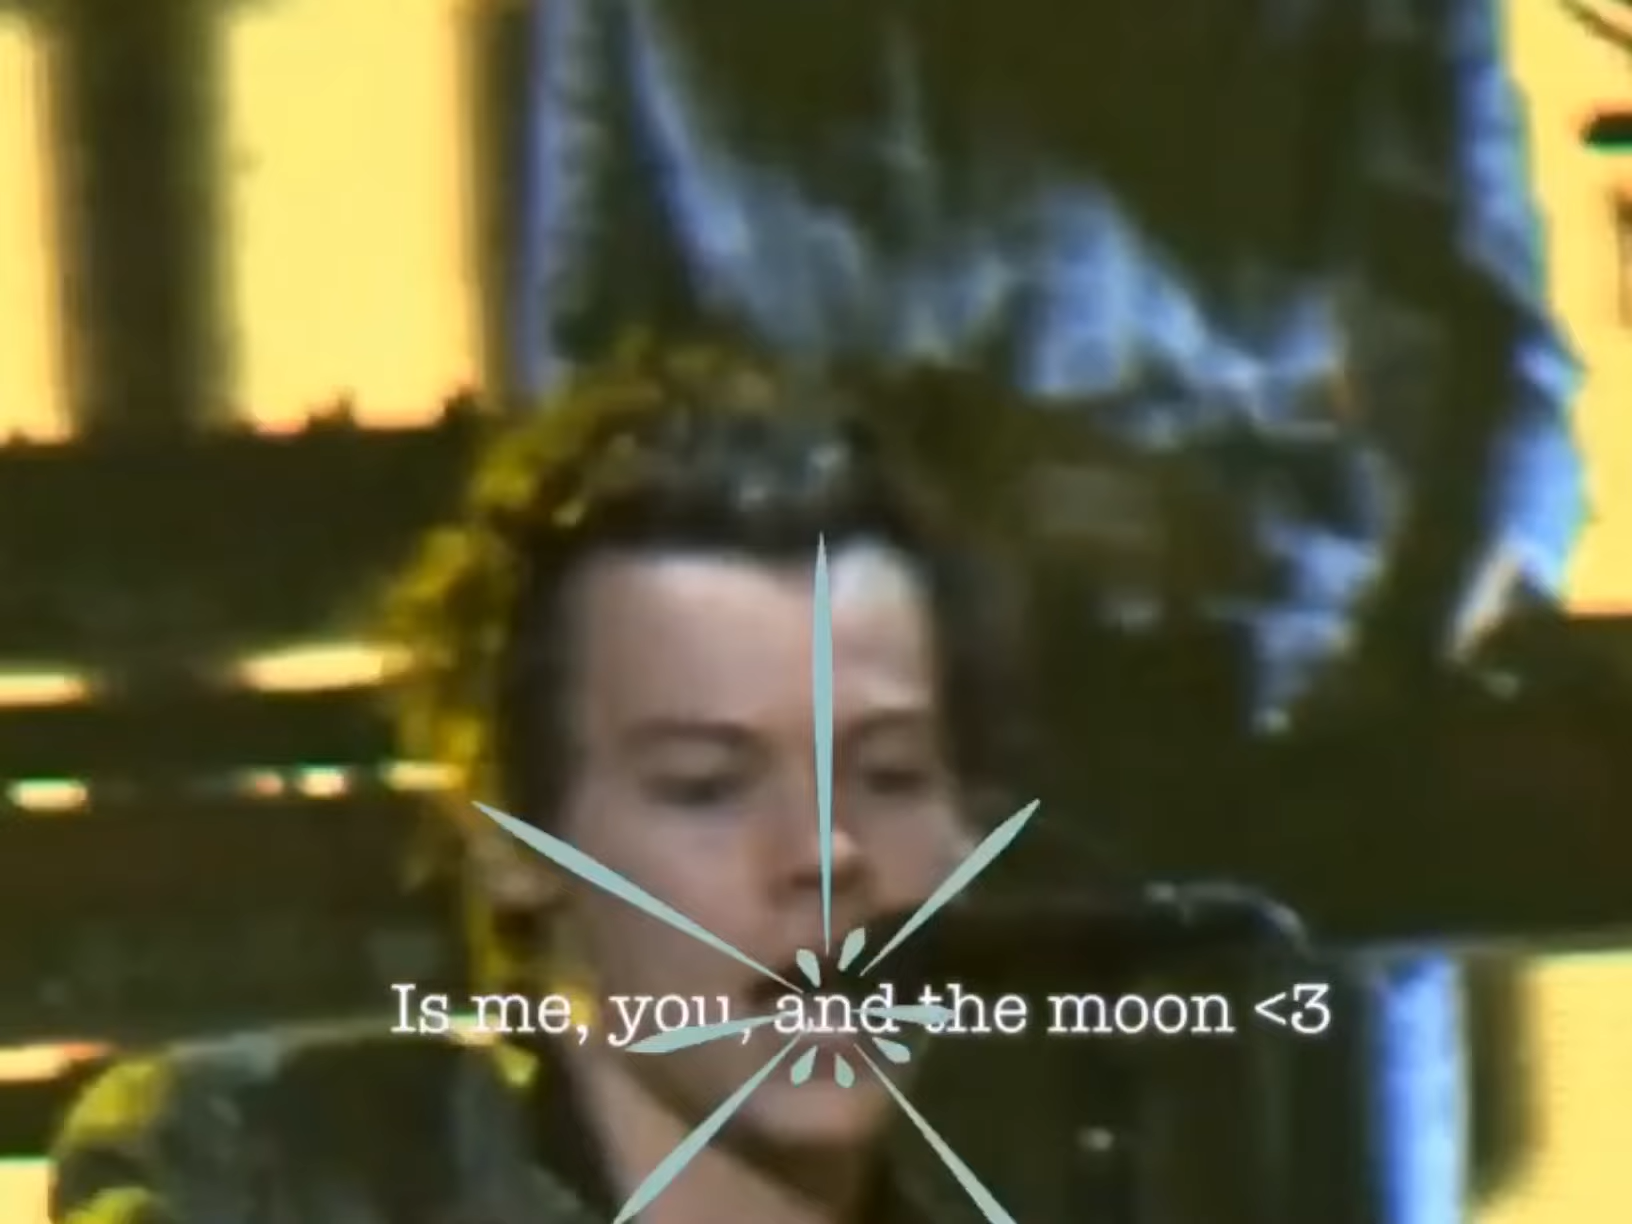 Is me, you, and the moon <3